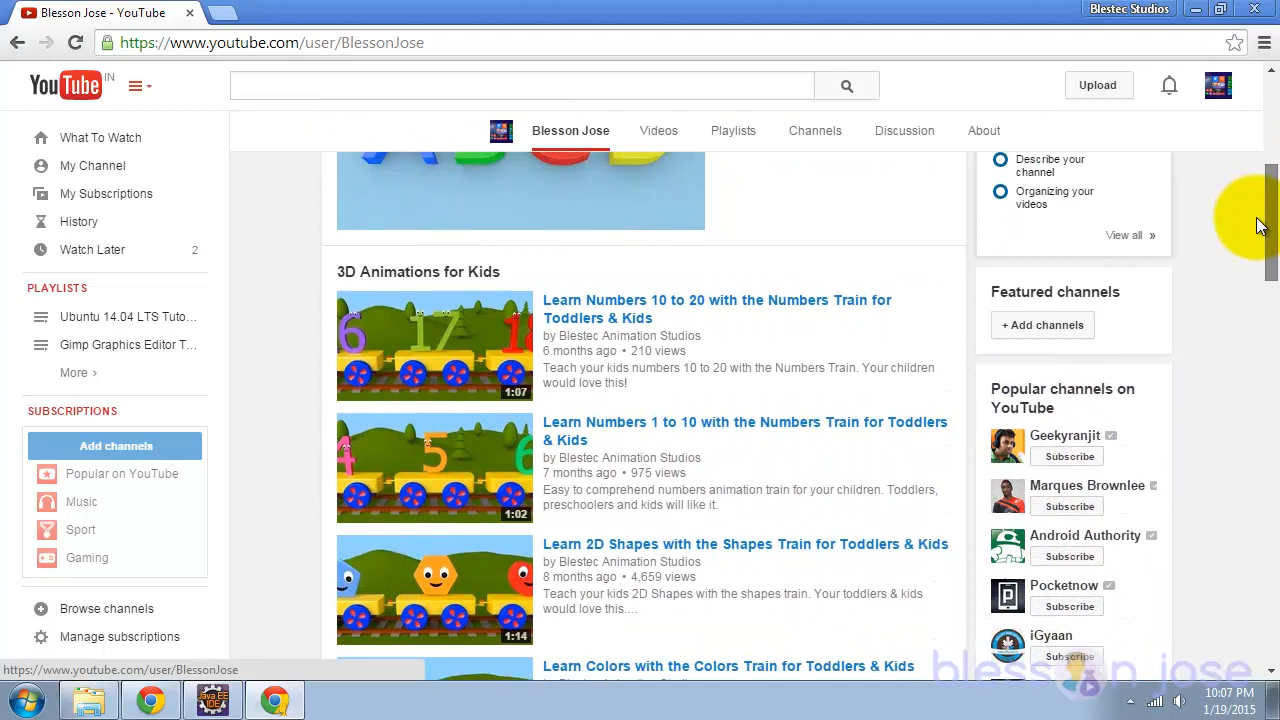 Blesson Jose - YouTube
Blestec Studios
https://www.youtube.com/user/BlessonJose
YouTube IN
Upload
Blesson Jose Videos Playlists Channels Discussion About
What To Watch
My Channel
My Subscriptions
History
Watch Later 2
PLAYLISTS
Ubuntu 14.04 LTS Tuto...
Gimp Graphics Editor T...
More ›
SUBSCRIPTIONS
Add channels
Popular on YouTube
Music
Sport
Gaming
Browse channels
Manage subscriptions
3D Animations for Kids
6 17 18
1:07
Learn Numbers 10 to 20 with the Numbers Train for
Toddlers & Kids
by Blestec Animation Studios
6 months ago • 210 views
Teach your kids numbers 10 to 20 with the Numbers Train. Your children
would love this!
4 5 6
1:02
Learn Numbers 1 to 10 with the Numbers Train for Toddlers
& Kids
by Blestec Animation Studios
7 months ago • 975 views
Easy to comprehend numbers animation train for your children. Toddlers,
preschoolers and kids will like it.
1:14
Learn 2D Shapes with the Shapes Train for Toddlers & Kids
by Blestec Animation Studios
8 months ago • 4,659 views
Teach your kids 2D Shapes with the shapes train. Your toddlers & kids
would love this....
Learn Colors with the Colors Train for Toddlers & Kids
Describe your
channel
Organizing your
videos
View all »
Featured channels
+ Add channels
Popular channels on
YouTube
Geekyranjit
Subscribe
Marques Brownlee
Subscribe
Android Authority
Subscribe
Pocketnow
Subscribe
iGyaan
Subscribe
https://www.youtube.com/user/BlessonJose
blesson jose
Java EE
IDE
10:07 PM
1/19/2015